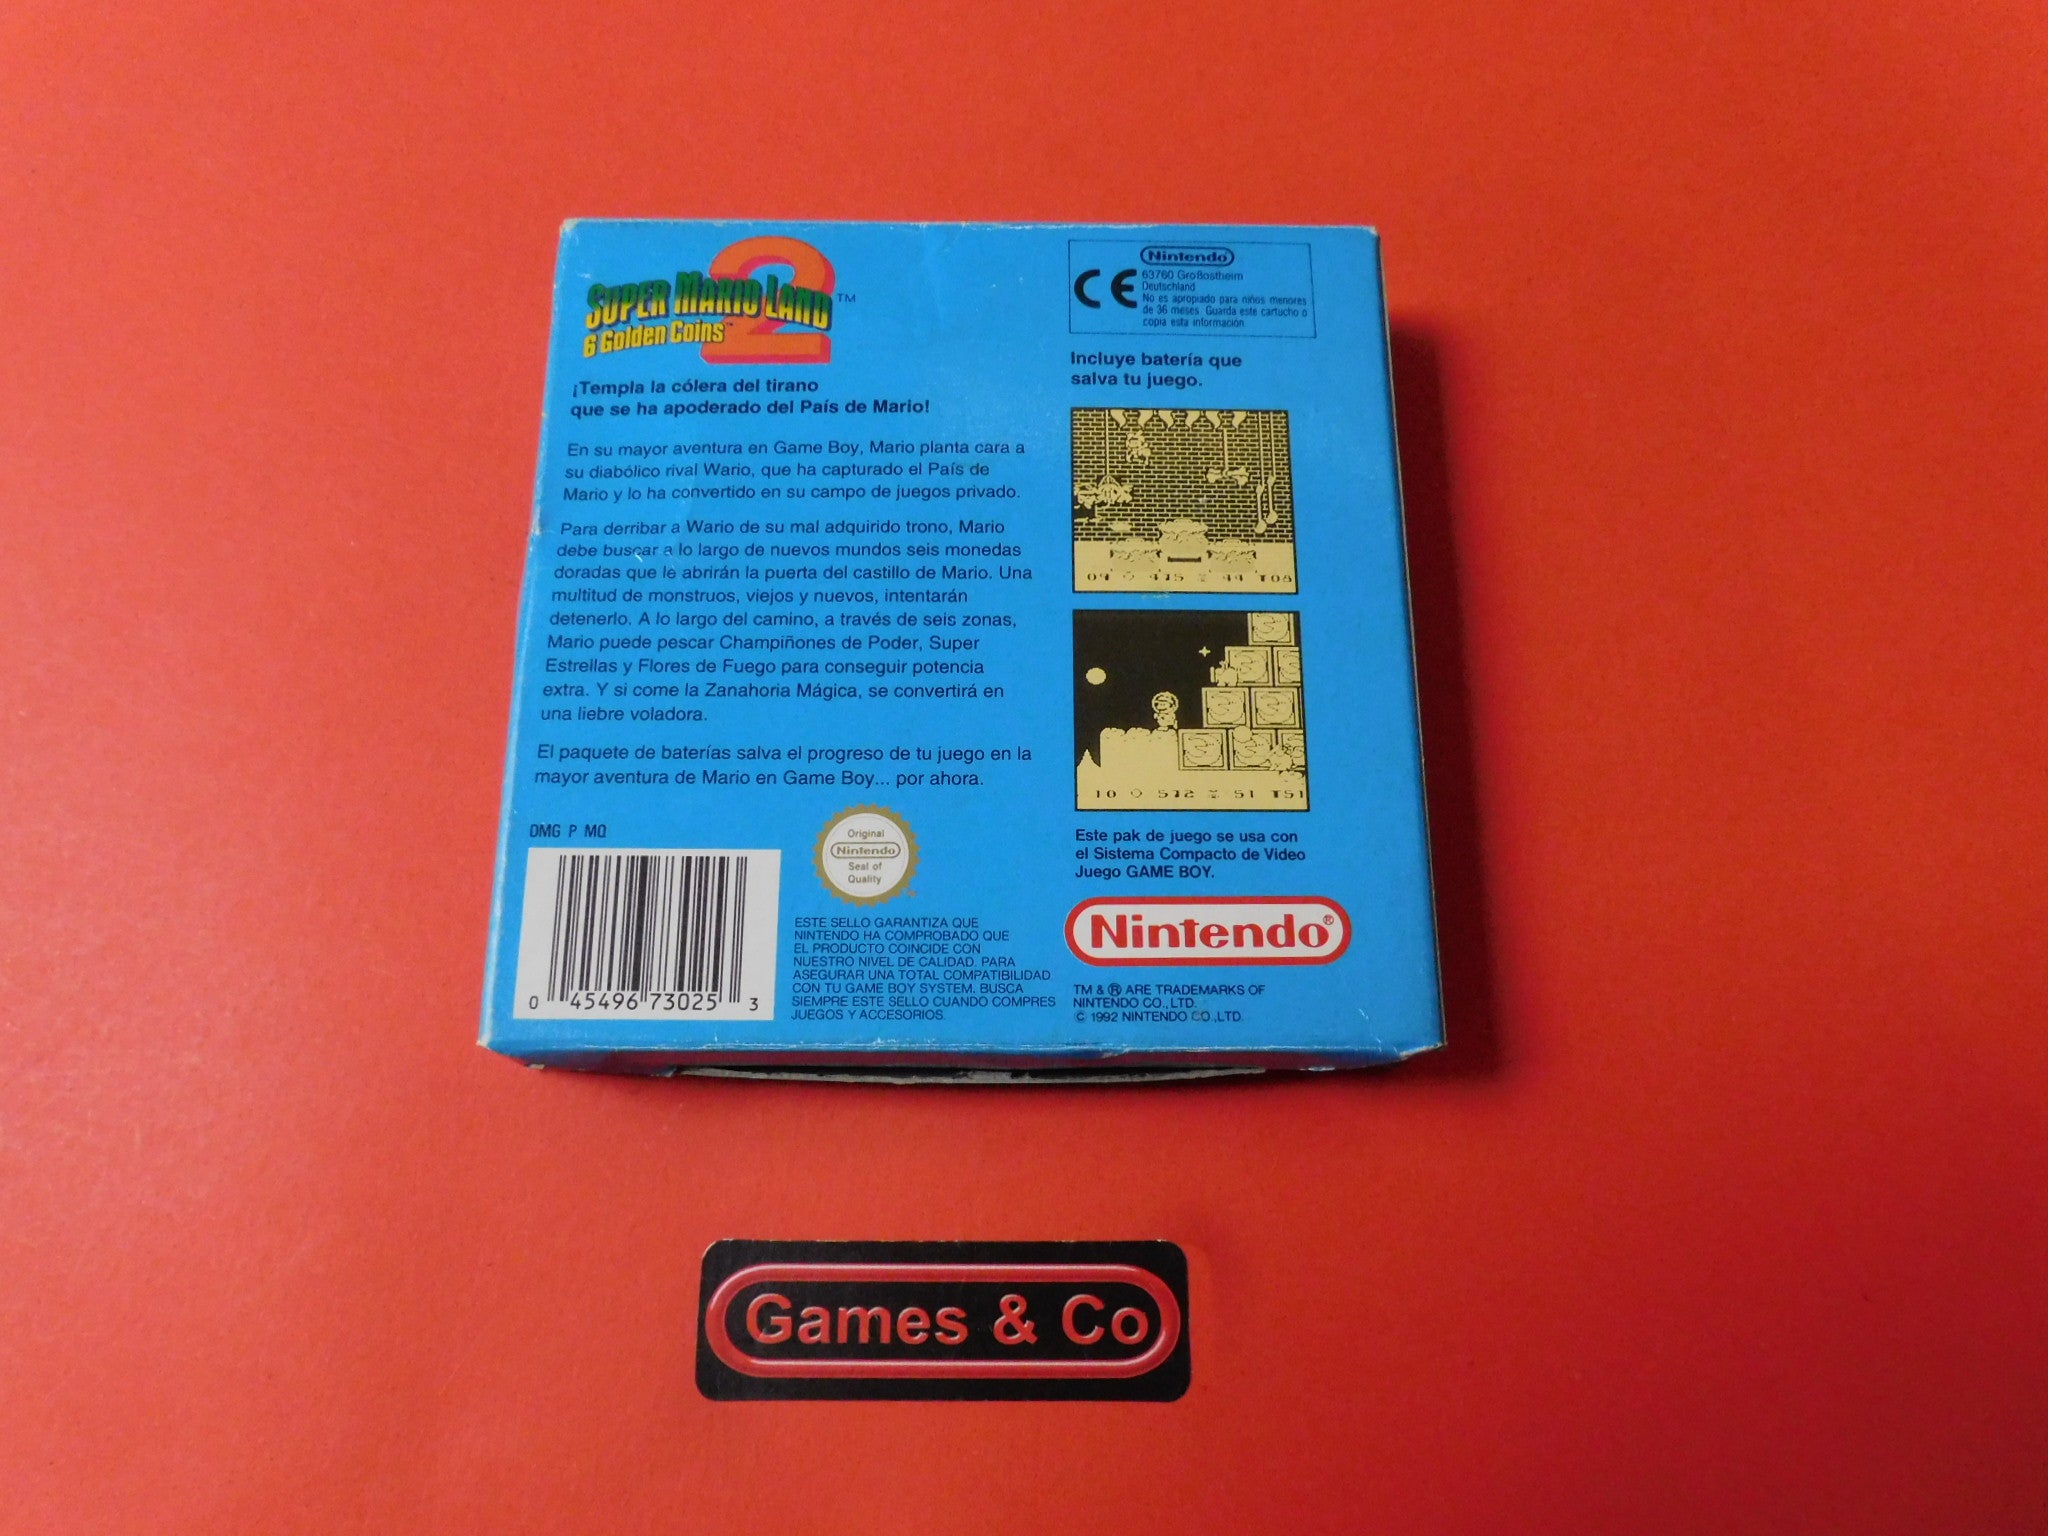 SUPER MARIO LAND 2 TM
6 Golden Coins
¡Templa la cólera del tirano
que se ha apoderado del País de Mario!
En su mayor aventura en Game Boy, Mario planta cara a
su diabólico rival Wario, que ha capturado el País de
Mario y lo ha convertido en su campo de juegos privado.
Para derribar a Wario de su mal adquirido trono, Mario
debe buscar a lo largo de nuevos mundos seis monedas
doradas que le abrirán la puerta del castillo de Mario. Una
multitud de monstruos, viejos y nuevos, intentarán
detenerlo. A lo largo del camino, a través de seis zonas,
Mario puede pescar Champiñones de Poder, Super
Estrellas y Flores de Fuego para conseguir potencia
extra. Y si come la Zanahoria Mágica, se convertirá en
una liebre voladora.
El paquete de baterías salva el progreso de tu juego en la
mayor aventura de Mario en Game Boy... por ahora.
DMG P MQ
0 45496 73025 3
Original
Nintendo
Seal of
Quality
ESTE SELLO GARANTIZA QUE
NINTENDO HA COMPROBADO QUE
EL PRODUCTO COINCIDE CON
NUESTRO NIVEL DE CALIDAD. PARA
ASEGURAR UNA TOTAL COMPATIBILIDAD
CON TU GAME BOY SYSTEM. BUSCA
SIEMPRE ESTE SELLO CUANDO COMPRES
JUEGOS Y ACCESORIOS.
Nintendo
CE
63760 Großostheim
Deutschland
No es apropiado para niños menores
de 36 meses. Guarda este cartucho o
copia esta información
Incluye batería que
salva tu juego.
09 415 44 T08
10 512 51 T51
Este pak de juego se usa con
el Sistema Compacto de Video
Juego GAME BOY.
Nintendo®
TM & ® ARE TRADEMARKS OF
NINTENDO CO., LTD.
© 1992 NINTENDO CO.,LTD.
Games & Co